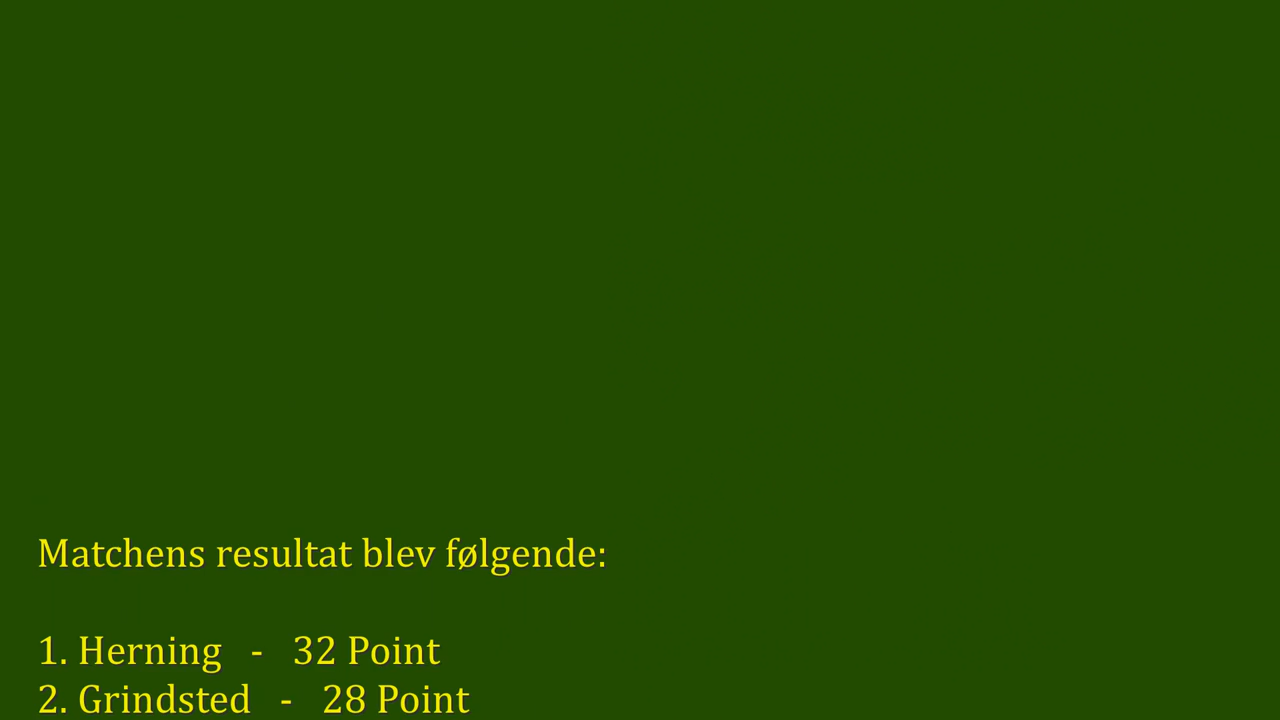 Matchens resultat blev følgende:
1. Herning - 32 Point
2. Grindsted - 28 Point